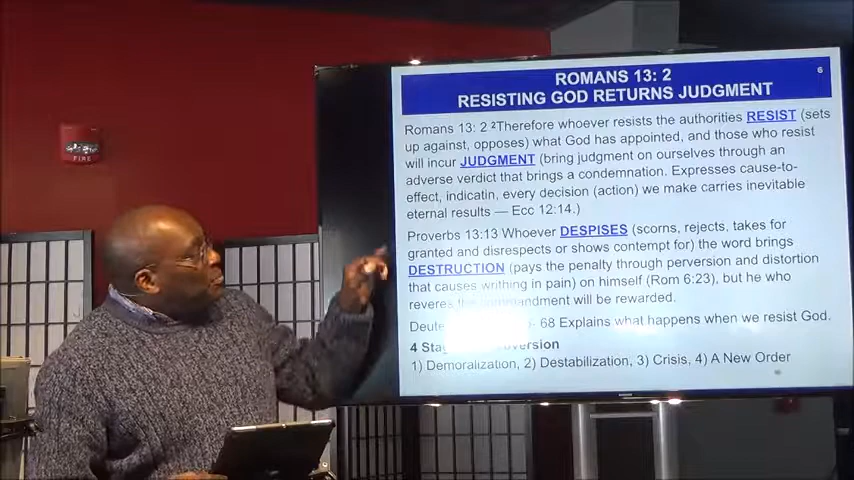 ROMANS 13: 2
6
RESISTING GOD RETURNS JUDGMENT
Romans 13: 2 ²Therefore whoever resists the authorities RESIST (sets
up against, opposes) what God has appointed, and those who resist
will incur JUDGMENT (bring judgment on ourselves through an
adverse verdict that brings a condemnation. Expresses cause-to-
effect, indicatin, every decision (action) we make carries inevitable
eternal results — Ecc 12:14.)
Proverbs 13:13 Whoever DESPISES (scorns, rejects, takes for
granted and disrespects or shows contempt for) the word brings
DESTRUCTION (pays the penalty through perversion and distortion
that causes writhing in pain) on himself (Rom 6:23), but he who
reveres the commandment will be rewarded.
68 Explains what happens when we resist God.
4
1) Demoralization, 2) Destabilization, 3) Crisis, 4) A New Order
FIRE